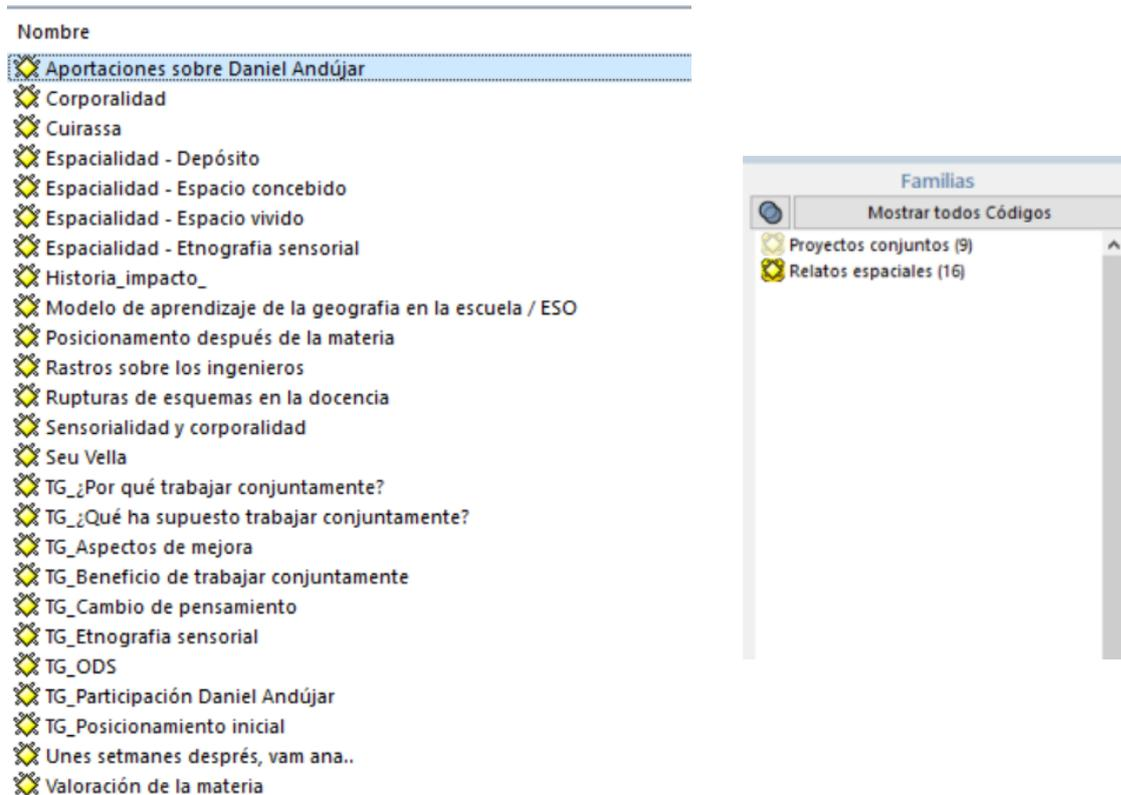 Nombre
Aportaciones sobre Daniel Andújar
Corporalidad
Cuirassa
Espacialidad - Depósito
Espacialidad - Espacio concebido
Espacialidad - Espacio vivido
Espacialidad - Etnografia sensorial
Historia_impacto_
Modelo de aprendizaje de la geografia en la escuela / ESO
Posicionamento después de la materia
Rastros sobre los ingenieros
Rupturas de esquemas en la docencia
Sensorialidad y corporalidad
Seu Vella
TG_¿Por qué trabajar conjuntamente?
TG_¿Qué ha supuesto trabajar conjuntamente?
TG_Aspectos de mejora
TG_Beneficio de trabajar conjuntamente
TG_Cambio de pensamiento
TG_Etnografia sensorial
TG_ODS
TG_Participación Daniel Andújar
TG_Posicionamiento inicial
Unes setmanes després, vam ana..
Valoración de la materia
Familias
Mostrar todos Códigos
Proyectos conjuntos (9)
Relatos espaciales (16)